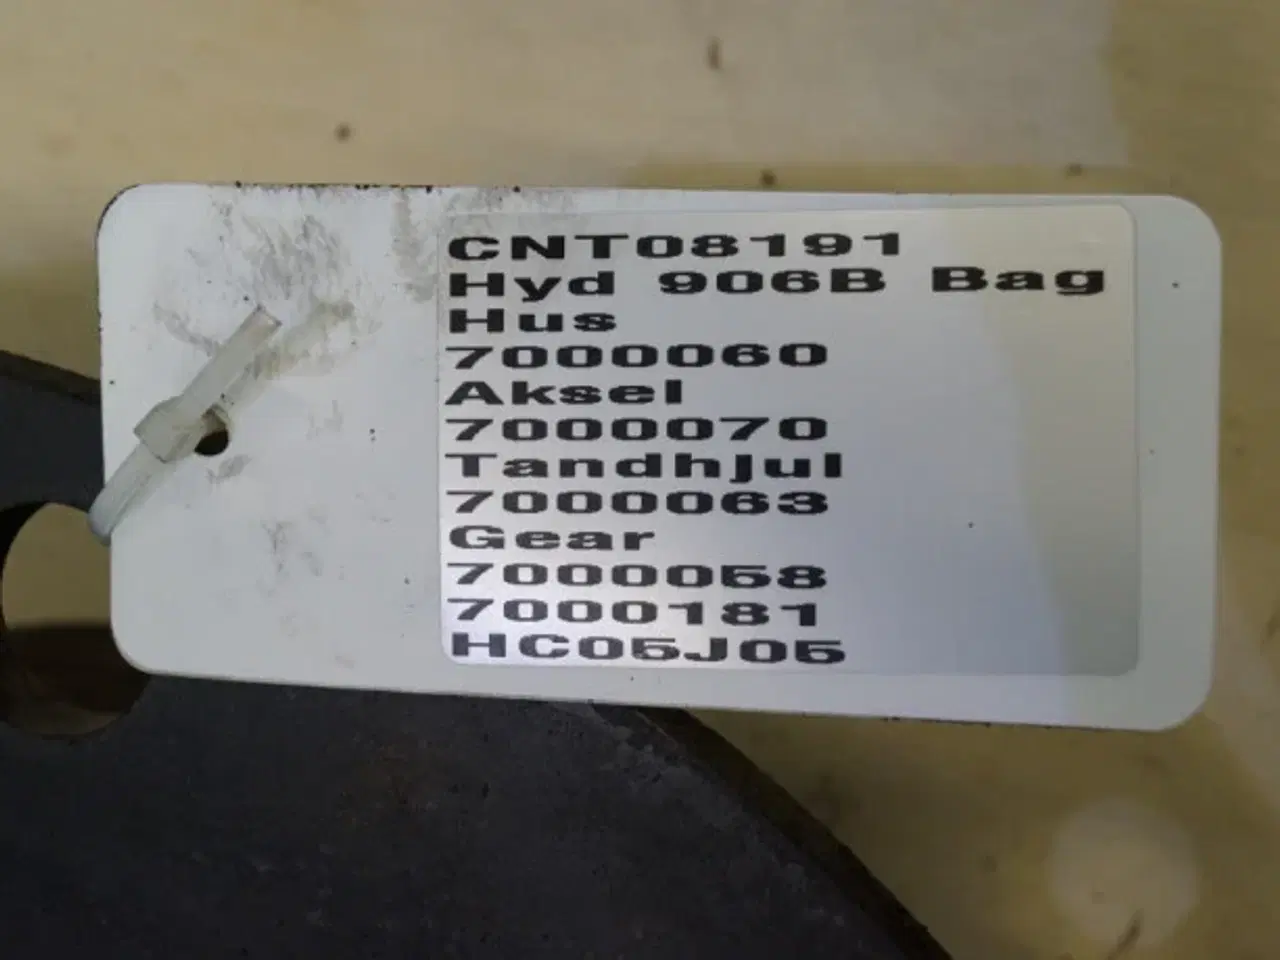 CNT08191
Hyd 906B Bag
Hus
7000060
Aksel
7000070
Tandhjul
7000063
Gear
7000058
7000181
HC05J05